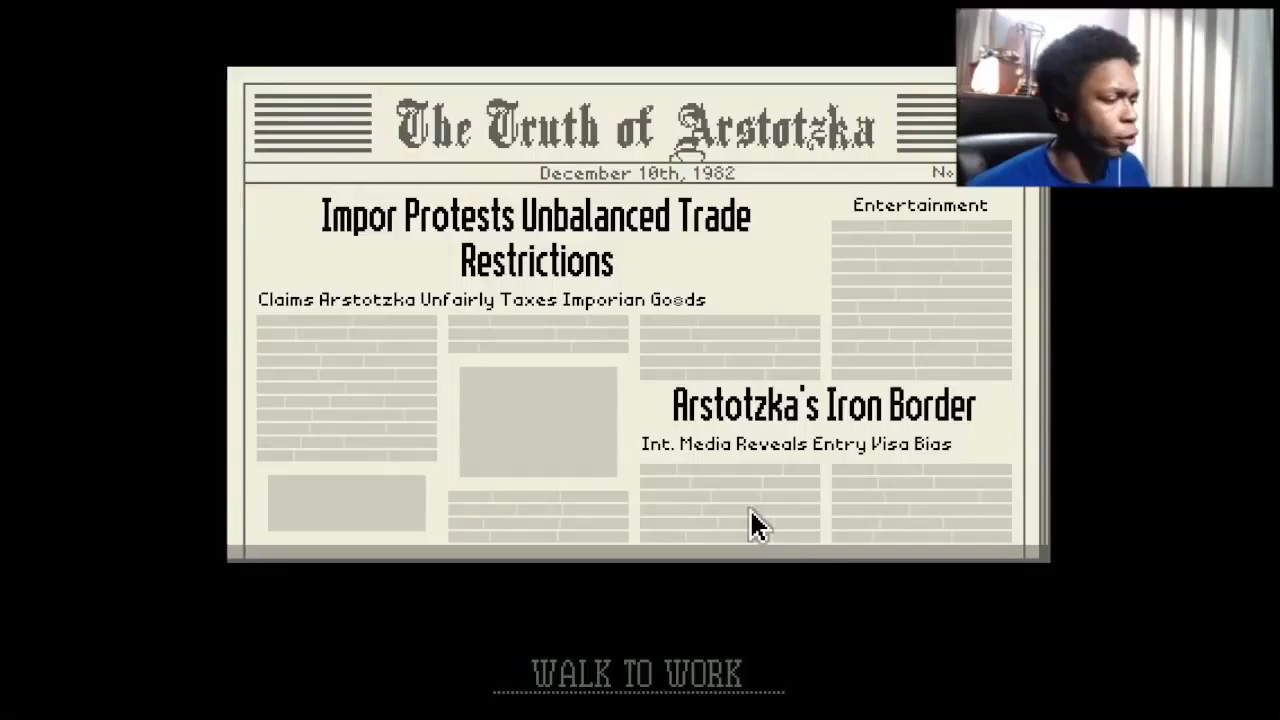 The Truth of Arstotzka
December 10th, 1982
Impor Protests Unbalanced Trade
Restrictions
Claims Arstotzka Unfairly Taxes Imporian Goods
Entertainment
Arstotzka's Iron Border
Int. Media Reveals Entry Visa Bias
WALK TO WORK